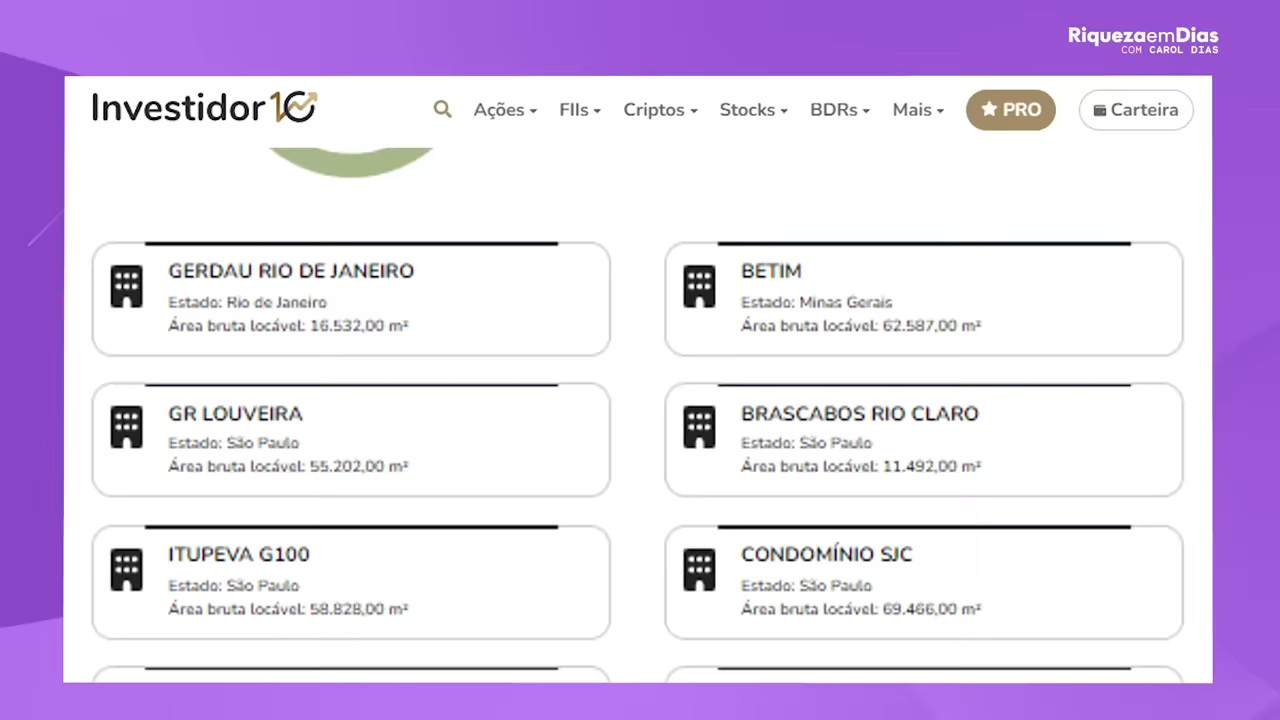 RiquezaemDias
COM CAROL DIAS
Investidor10
Ações
FIIs
Criptos
Stocks
BDRs
Mais
PRO
Carteira
GERDAU RIO DE JANEIRO
Estado: Rio de Janeiro
Área bruta locável: 16.532,00 m²
BETIM
Estado: Minas Gerais
Área bruta locável: 62.587,00 m²
GR LOUVEIRA
Estado: São Paulo
Área bruta locável: 55.202,00 m²
BRASCABOS RIO CLARO
Estado: São Paulo
Área bruta locável: 11.492,00 m²
ITUPEVA G100
Estado: São Paulo
Área bruta locável: 58.828,00 m²
CONDOMÍNIO SJC
Estado: São Paulo
Área bruta locável: 69.466,00 m²